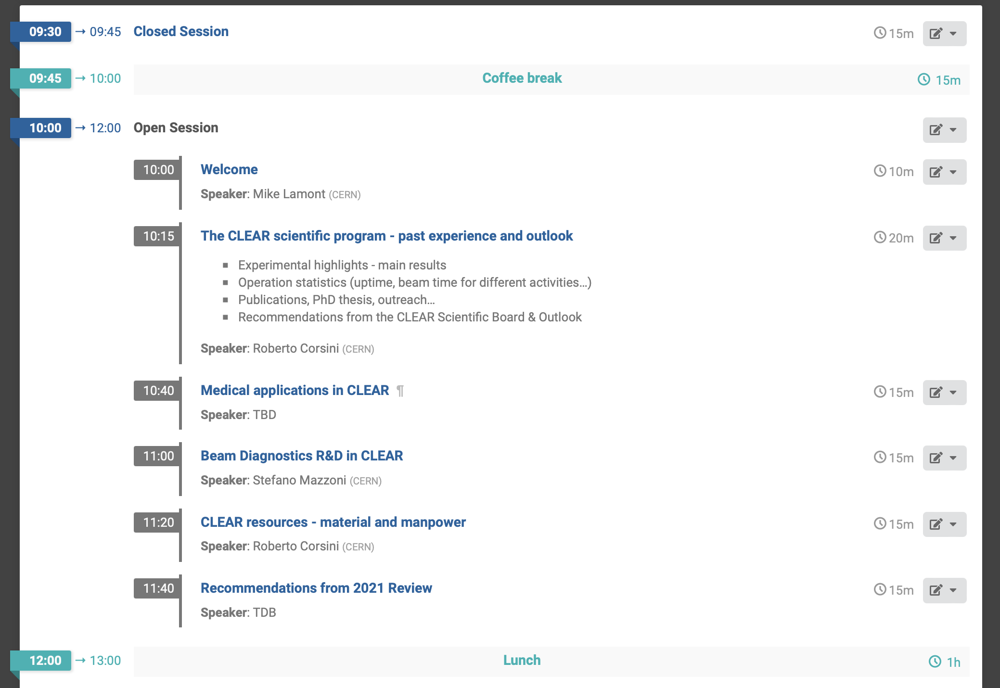 09:30 → 09:45 Closed Session 15m
09:45 → 10:00 Coffee break 15m
10:00 → 12:00 Open Session
10:00 Welcome 10m
Speaker: Mike Lamont (CERN)
10:15 The CLEAR scientific program - past experience and outlook 20m
▪ Experimental highlights - main results
▪ Operation statistics (uptime, beam time for different activities...)
▪ Publications, PhD thesis, outreach...
▪ Recommendations from the CLEAR Scientific Board & Outlook
Speaker: Roberto Corsini (CERN)
10:40 Medical applications in CLEAR ¶ 15m
Speaker: TBD
11:00 Beam Diagnostics R&D in CLEAR 15m
Speaker: Stefano Mazzoni (CERN)
11:20 CLEAR resources - material and manpower 15m
Speaker: Roberto Corsini (CERN)
11:40 Recommendations from 2021 Review 15m
Speaker: TDB
12:00 → 13:00 Lunch 1h